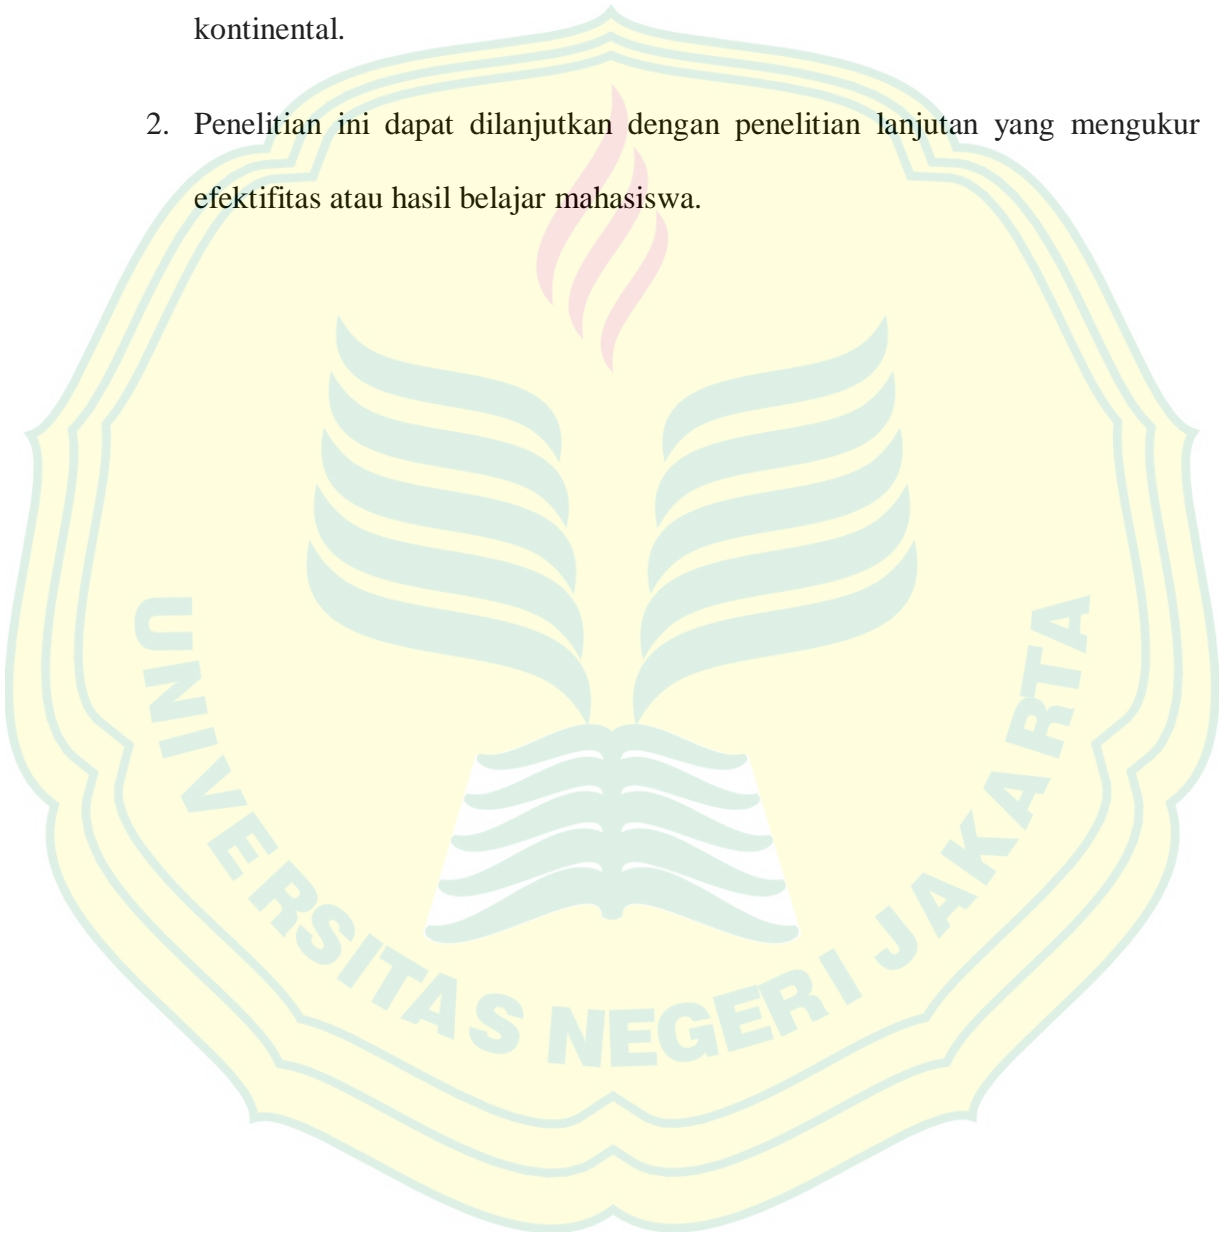 kontinental.
2. Penelitian ini dapat dilanjutkan dengan penelitian lanjutan yang mengukur
efektifitas atau hasil belajar mahasiswa.
UNIVERSITAS NEGERI JAKARTA